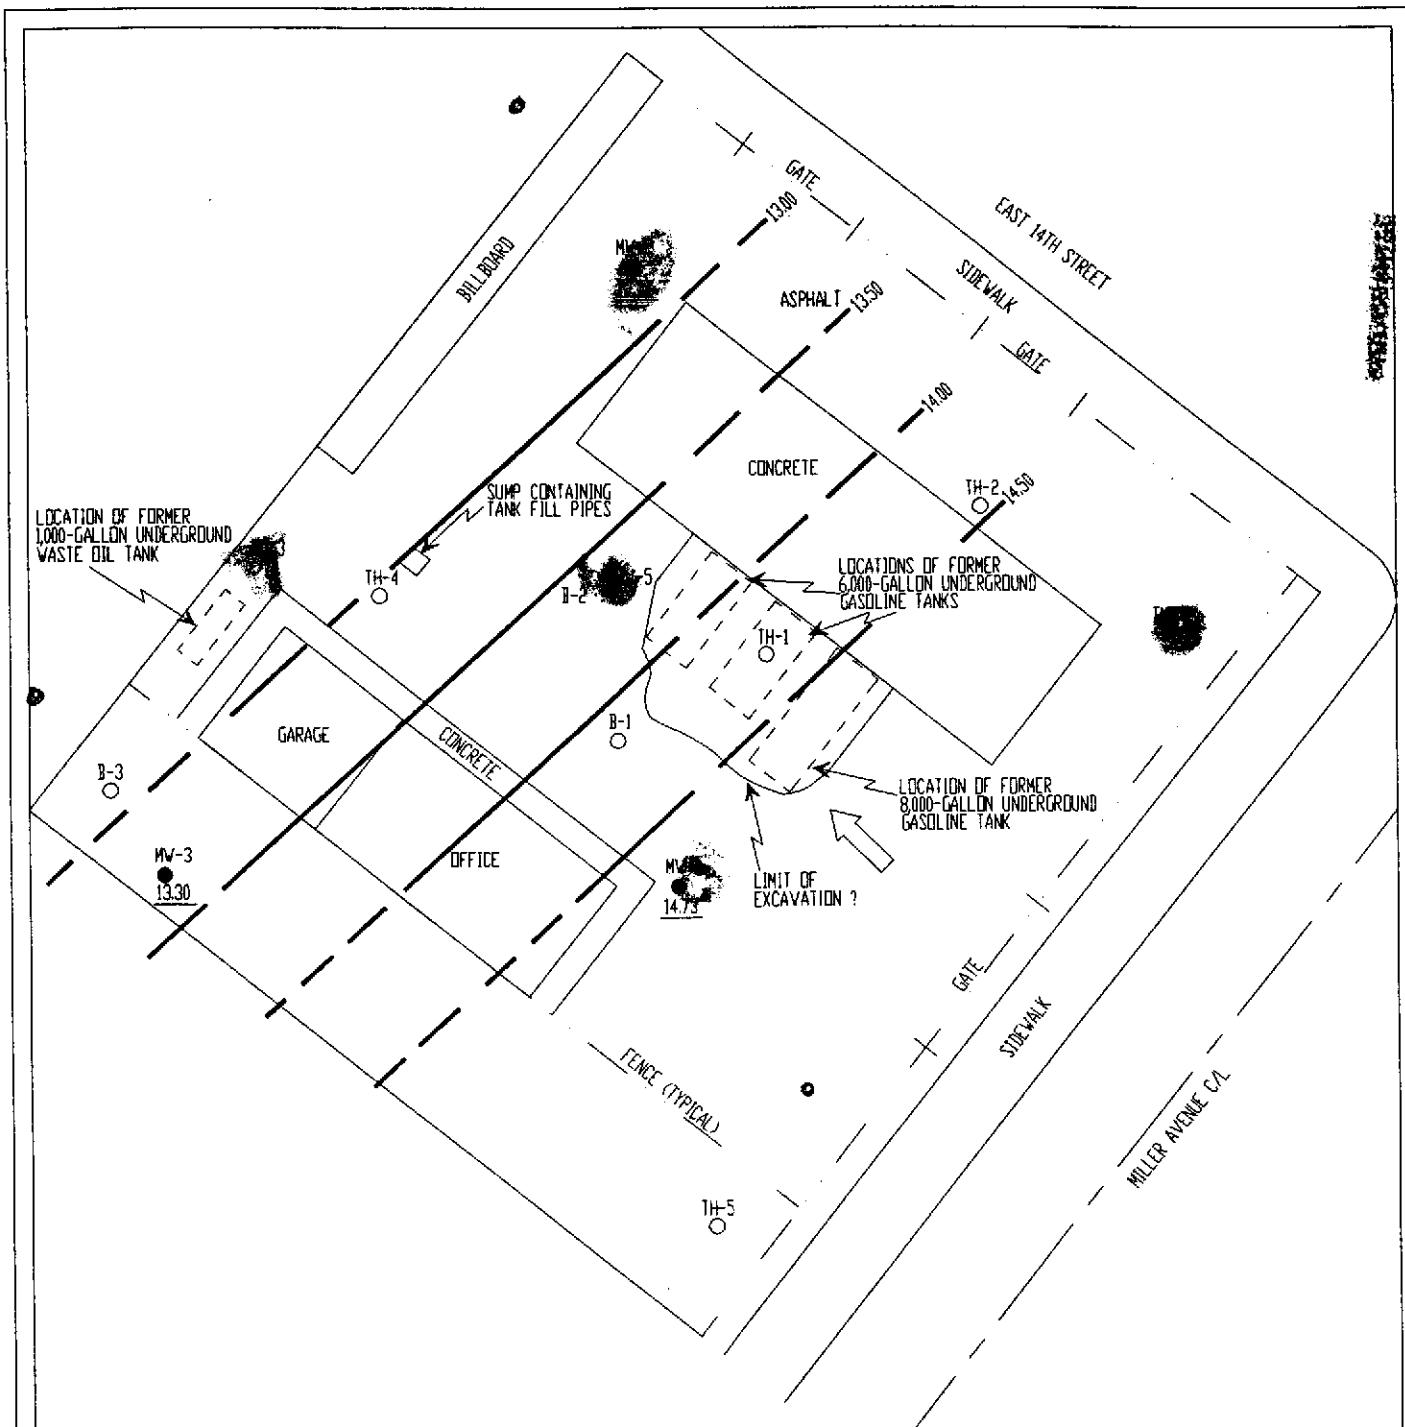 GATE
EAST 14TH STREET
13.00
BILLBOARD
SIDEWALK
ASPHALT
13.50
GATE
14.00
CONCRETE
TH-2
14.50
SUMP CONTAINING
TANK FILL PIPES
LOCATION OF FORMER
1,000-GALLON UNDERGROUND
WASTE OIL TANK
TH-4
B-2
LOCATIONS OF FORMER
6,000-GALLON UNDERGROUND
GASOLINE TANKS
TH-1
B-1
GARAGE
CONCRETE
B-3
LOCATION OF FORMER
8,000-GALLON UNDERGROUND
GASOLINE TANK
MW-3
13.30
OFFICE
14.73
LIMIT OF
EXCAVATION ?
GATE
SIDEWALK
FENCE (TYPICAL)
MILLER AVENUE C/L
TH-5